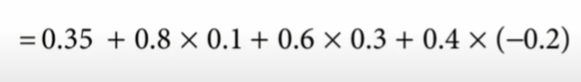 = 0.35 + 0.8 × 0.1 + 0.6 × 0.3 + 0.4 × (−0.2)